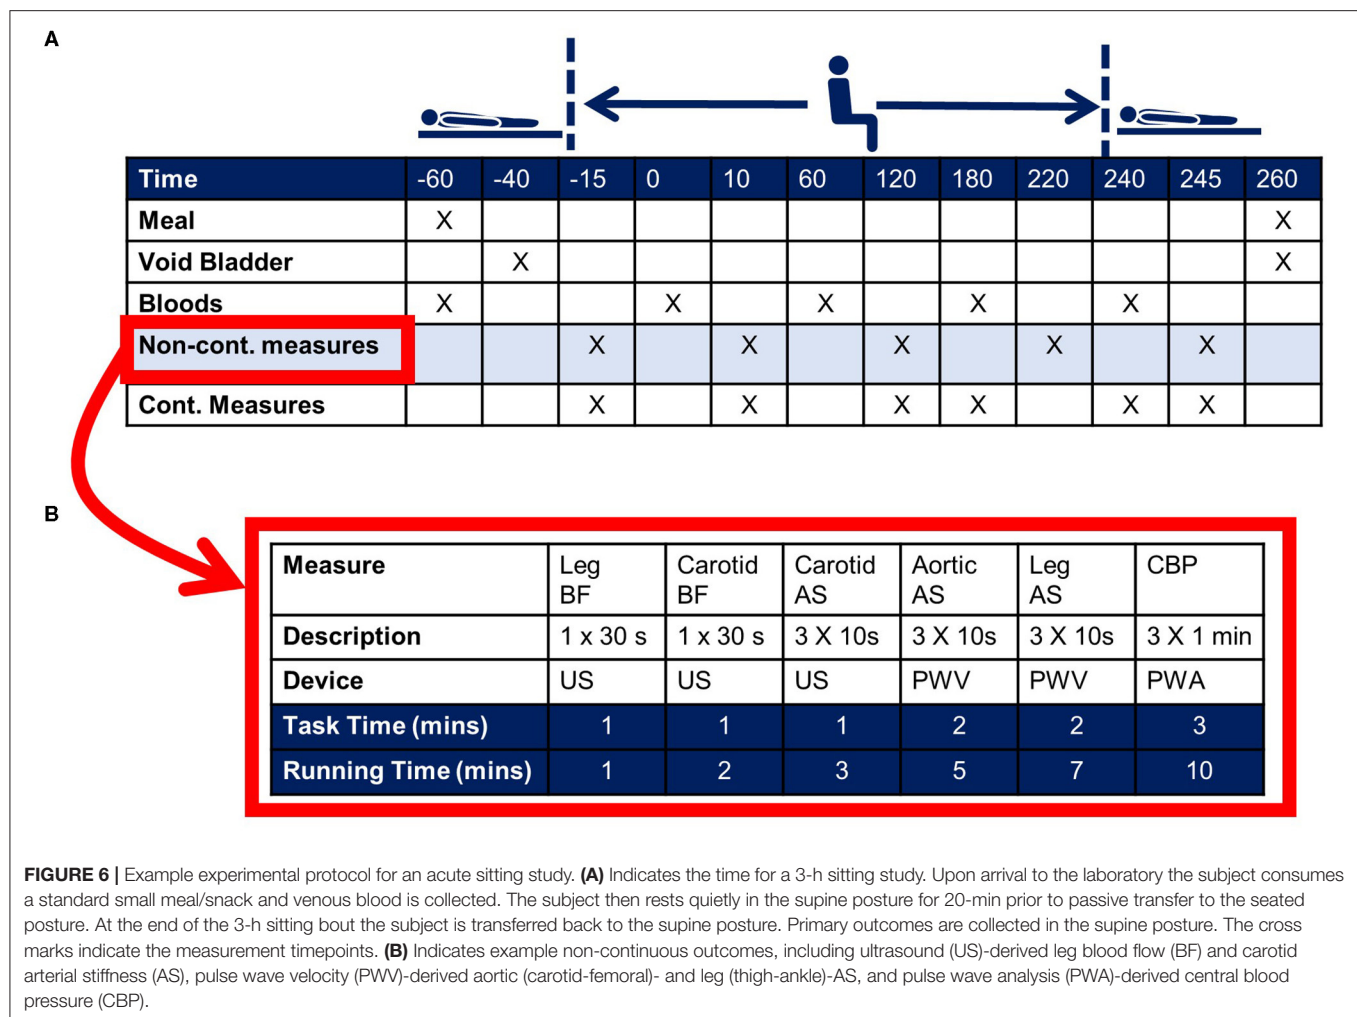 A
Time -60 -40 -15 0 10 60 120 180 220 240 245 260
Meal X X
Void Bladder X X
Bloods X X X X X
Non-cont. measures X X X X X
Cont. Measures X X X X X X
B
Measure Leg BF Carotid BF Carotid AS Aortic AS Leg AS CBP
Description 1 x 30 s 1 x 30 s 3 X 10s 3 X 10s 3 X 10s 3 X 1 min
Device US US US PWV PWV PWA
Task Time (mins) 1 1 1 2 2 3
Running Time (mins) 1 2 3 5 7 10
FIGURE 6 | Example experimental protocol for an acute sitting study. (A) Indicates the time for a 3-h sitting study. Upon arrival to the laboratory the subject consumes
a standard small meal/snack and venous blood is collected. The subject then rests quietly in the supine posture for 20-min prior to passive transfer to the seated
posture. At the end of the 3-h sitting bout the subject is transferred back to the supine posture. Primary outcomes are collected in the supine posture. The cross
marks indicate the measurement timepoints. (B) Indicates example non-continuous outcomes, including ultrasound (US)-derived leg blood flow (BF) and carotid
arterial stiffness (AS), pulse wave velocity (PWV)-derived aortic (carotid-femoral)- and leg (thigh-ankle)-AS, and pulse wave analysis (PWA)-derived central blood
pressure (CBP).